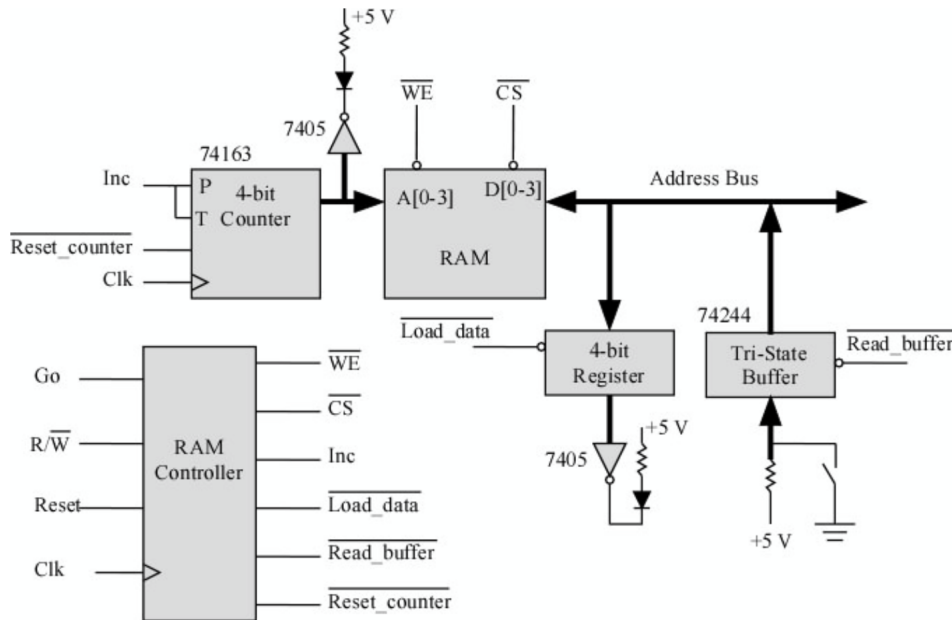 +5 V
WE
CS
7405
74163
Inc
P
4-bit
Counter
T
A[0-3]
D[0-3]
Address Bus
Reset_counter
RAM
Clk
74244
Load_data
Read_buffer
4-bit
Register
Tri-State
Buffer
WE
Go
CS
+5 V
R/W
RAM
Controller
Inc
7405
Reset
Load_data
+5 V
Read_buffer
Clk
Reset_counter